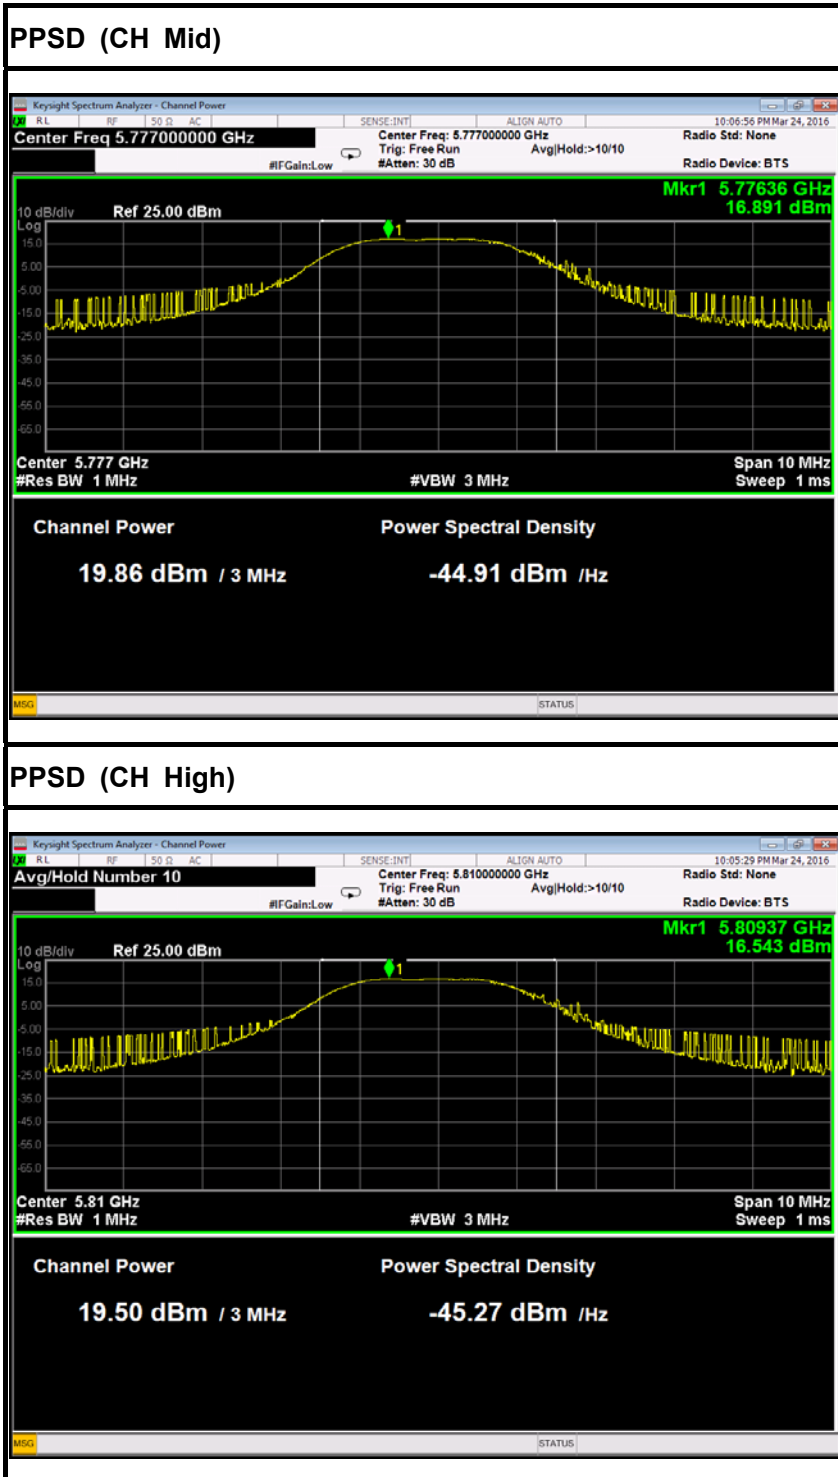 PPSD (CH Mid)
Keysight Spectrum Analyzer - Channel Power
LXI RL RF 50 Ω AC SENSE:INT ALIGN AUTO 10:06:56 PM Mar 24, 2016
Center Freq 5.777000000 GHz Center Freq: 5.777000000 GHz Radio Std: None
Trig: Free Run Avg|Hold:>10/10
#IFGain:Low #Atten: 30 dB Radio Device: BTS
Mkr1 5.77636 GHz
16.891 dBm
10 dB/div Ref 25.00 dBm
Log
1
15.0
5.00
-5.00
-15.0
-25.0
-35.0
-45.0
-55.0
-65.0
Center 5.777 GHz Span 10 MHz
#Res BW 1 MHz #VBW 3 MHz Sweep 1 ms
Channel Power Power Spectral Density
19.86 dBm / 3 MHz -44.91 dBm /Hz
MSG STATUS
PPSD (CH High)
Keysight Spectrum Analyzer - Channel Power
LXI RL RF 50 Ω AC SENSE:INT ALIGN AUTO 10:05:29 PM Mar 24, 2016
Avg/Hold Number 10 Center Freq: 5.810000000 GHz Radio Std: None
Trig: Free Run Avg|Hold:>10/10
#IFGain:Low #Atten: 30 dB Radio Device: BTS
Mkr1 5.80937 GHz
16.543 dBm
10 dB/div Ref 25.00 dBm
Log
1
15.0
5.00
-5.00
-15.0
-25.0
-35.0
-45.0
-55.0
-65.0
Center 5.81 GHz Span 10 MHz
#Res BW 1 MHz #VBW 3 MHz Sweep 1 ms
Channel Power Power Spectral Density
19.50 dBm / 3 MHz -45.27 dBm /Hz
MSG STATUS